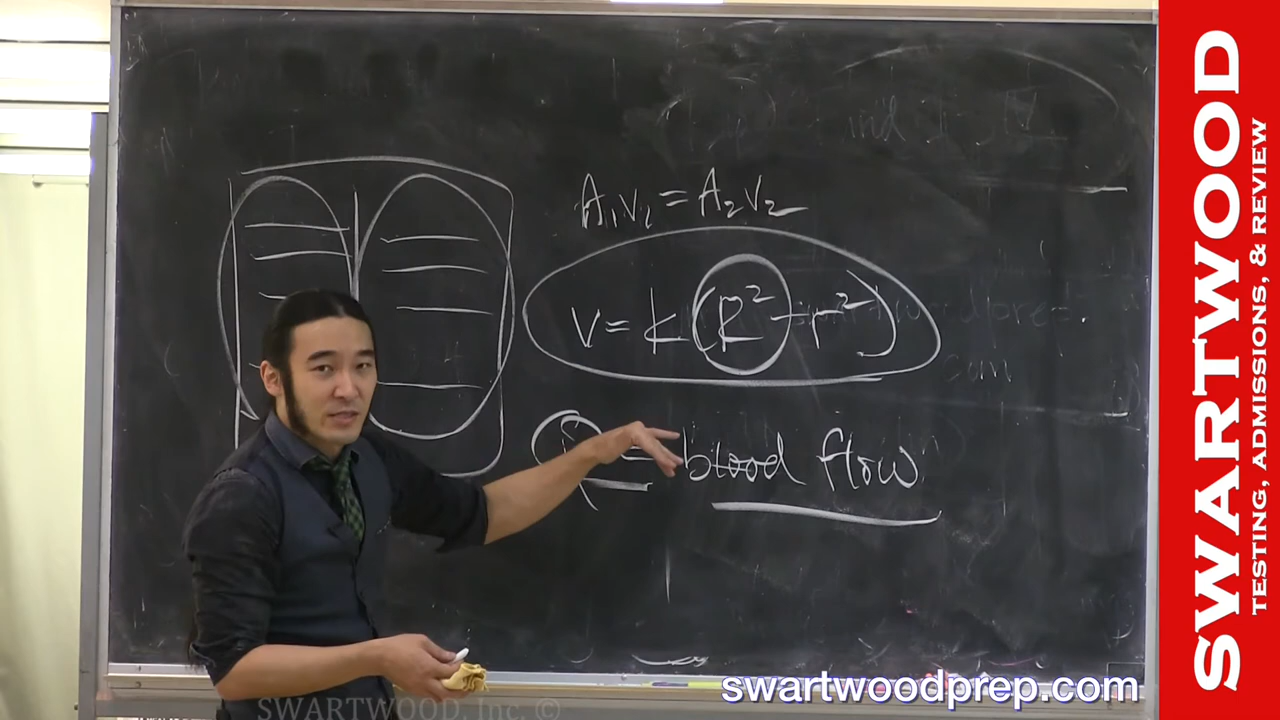 A₁v₁ = A₂v₂
v = k(R² - r²)
= blood flow
SWARTWOOD
TESTING, ADMISSIONS, & REVIEW
swartwoodprep.com
SWARTWOOD, Inc. ©